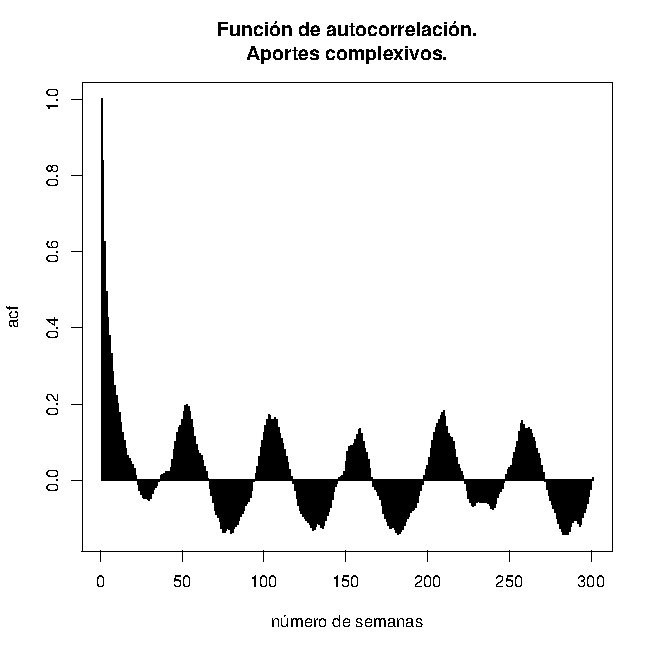 Función de autocorrelación.
Aportes complexivos.
1.0
0.8
0.6
0.4
0.2
0.0
acf
0 50 100 150 200 250 300
número de semanas